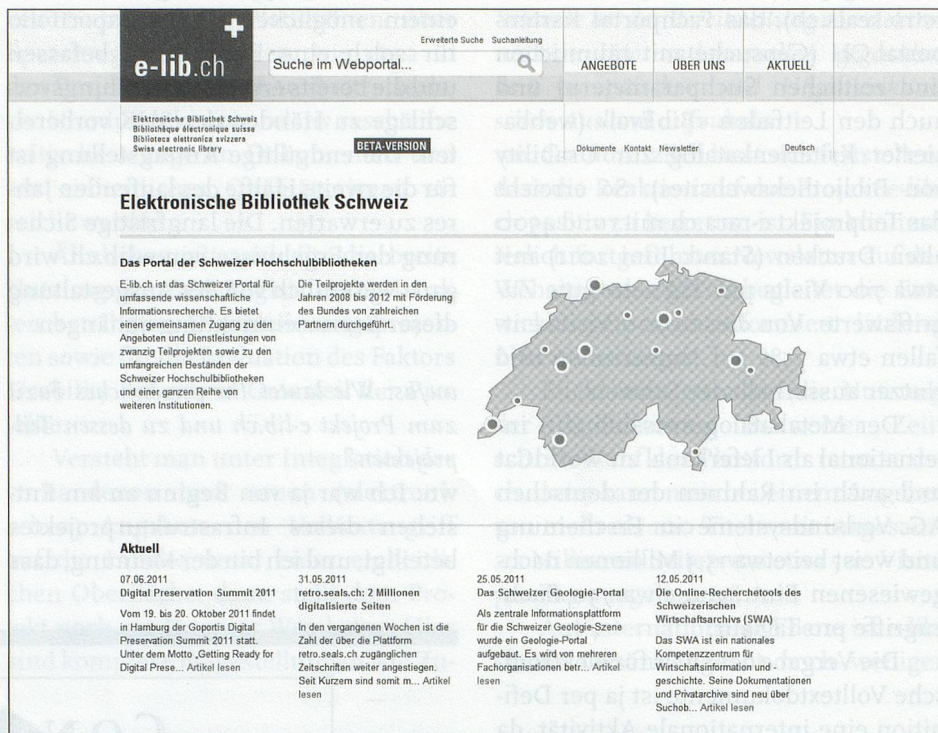 Erweiterte Suche Suchanleitung
e-lib.ch
Suche im Webportal...
ANGEBOT ÜBER UNS AKTUELL
Elektronische Bibliothek Schweiz
Bibliothèque électronique suisse
Biblioteca elettronica svizzera
Swiss electronic library
BETA-VERSION
Dokumente Kontakt Newsletter Deutsch
Elektronische Bibliothek Schweiz
Das Portal der Schweizer Hochschulbibliotheken
E-lib.ch ist das Schweizer Portal für
umfassende wissenschaftliche
Informationsrecherche. Es bietet
einen gemeinsamen Zugang zu den
Angeboten und Dienstleistungen von
zwanzig Teilprojekten sowie zu den
umfangreichen Beständen der
Schweizer Hochschulbibliotheken
und einer ganzen Reihe von
weiteren Institutionen.
Die Teilprojekte werden in den
Jahren 2008 bis 2012 mit Förderung
des Bundes und zahlreichen
Partnern durchgeführt.
Aktuell
07.06.2011
Digital Preservation Summit 2011
Vom 19. bis 20. Oktober 2011 findet
in Hamburg der Goportis Digital
Preservation Summit 2011 statt.
Unter dem Motto „Getting Ready for
Digital Prese... Artikel lesen
31.05.2011
retro.seals.ch: 2 Millionen
digitalisierte Seiten
In den vergangenen Wochen ist die
Zahl der über die Plattform
retro.seals.ch zugänglichen
Zeitschriften weiter angestiegen.
Seit Kurzem sind somit m... Artikel
lesen
25.05.2011
Das Schweizer Geologie-Portal
Als zentrale Informationsplattform
für die Schweizer Geologie-Szene
wurde ein Geologie-Portal
aufgebaut. Es wird von mehreren
Fachorganisationen betr... Artikel
lesen
12.05.2011
Die Online-Recherchetools des
Schweizerischen
Wirtschaftsarchivs (SWA)
Das SWA ist ein nationales
Kompetenzzentrum für
Wirtschaftsinformation und -
geschichte. Seine Dokumentationen
und Privatarchive sind neu über
Suchob... Artikel lesen